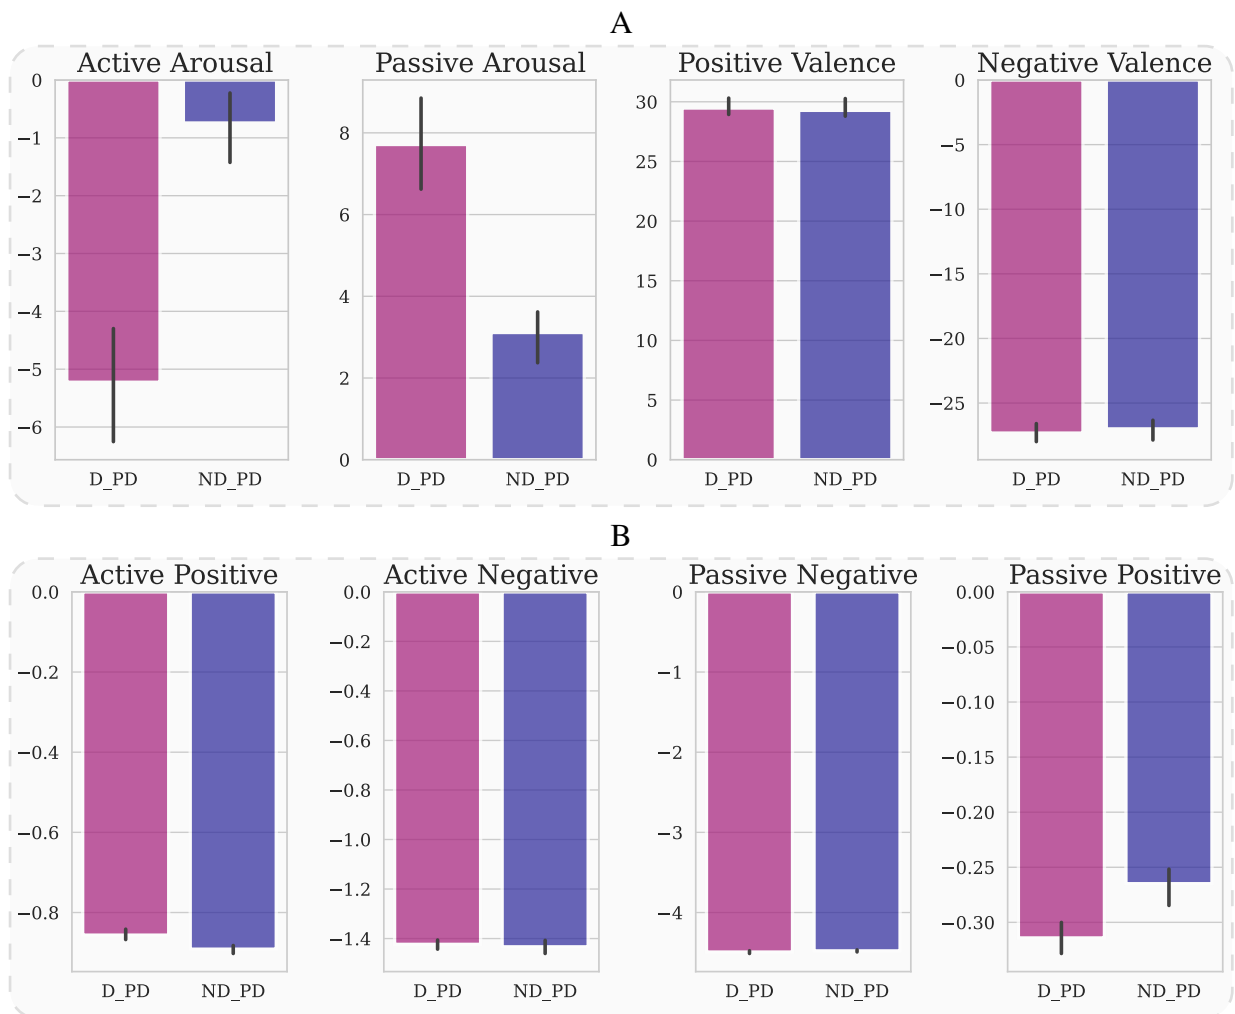 A
Active Arousal
0
−1
−2
−3
−4
−5
−6
D_PD ND_PD
Passive Arousal
8
6
4
2
0
D_PD ND_PD
Positive Valence
30
25
20
15
10
5
0
D_PD ND_PD
Negative Valence
0
−5
−10
−15
−20
−25
D_PD ND_PD
B
Active Positive
0.0
−0.2
−0.4
−0.6
−0.8
D_PD ND_PD
Active Negative
0.0
−0.2
−0.4
−0.6
−0.8
−1.0
−1.2
−1.4
D_PD ND_PD
Passive Negative
0
−1
−2
−3
−4
D_PD ND_PD
Passive Positive
0.00
−0.05
−0.10
−0.15
−0.20
−0.25
−0.30
D_PD ND_PD